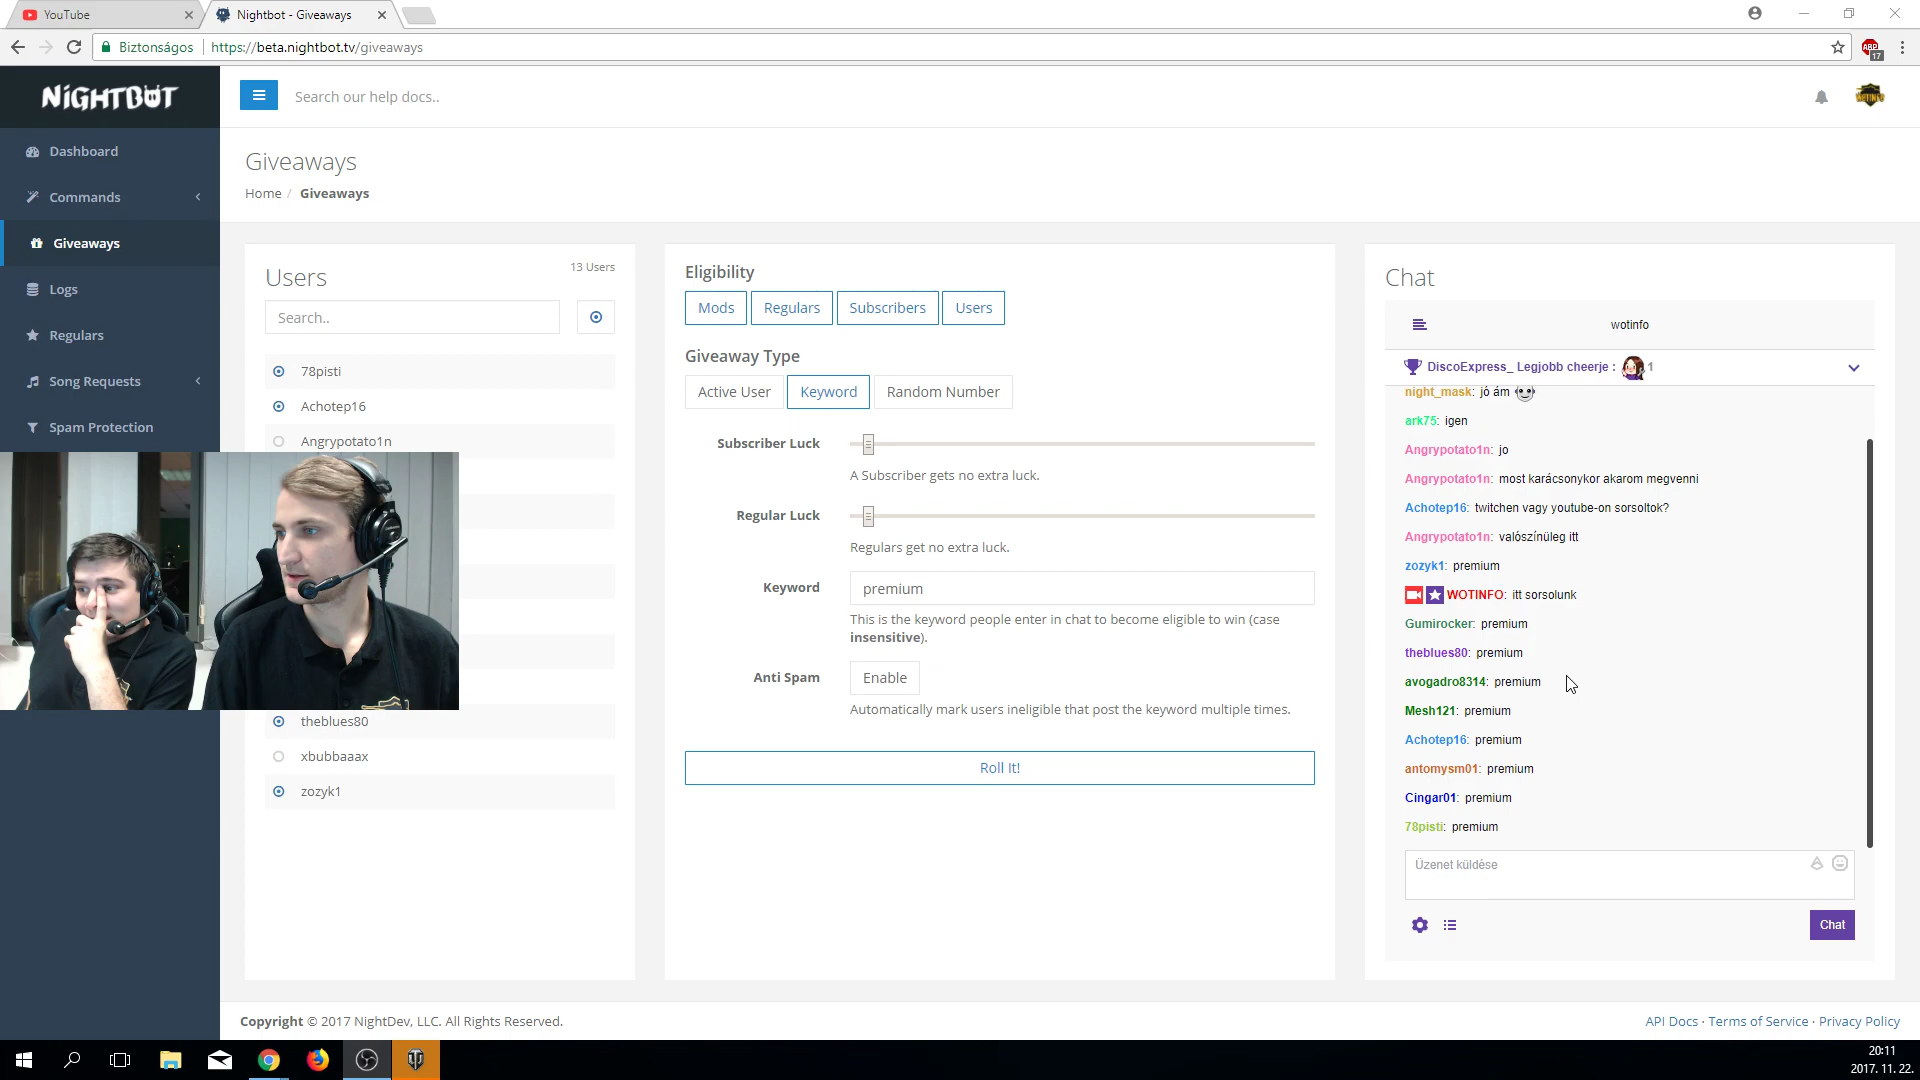 YouTube
Nightbot - Giveaways
Biztonságos
https://beta.nightbot.tv/giveaways
ABP
17
NiGHTBOT
Search our help docs..
WOTINFO
Dashboard
Commands
Giveaways
Logs
Regulars
Song Requests
Spam Protection
Giveaways
Home / Giveaways
Users
13 Users
Search..
78pisti
Achotep16
Angrypotato1n
theblues80
xbubbaaax
zozyk1
Eligibility
Mods
Regulars
Subscribers
Users
Giveaway Type
Active User
Keyword
Random Number
Subscriber Luck
A Subscriber gets no extra luck.
Regular Luck
Regulars get no extra luck.
Keyword
premium
This is the keyword people enter in chat to become eligible to win (case
insensitive).
Anti Spam
Enable
Automatically mark users ineligible that post the keyword multiple times.
Roll It!
Chat
wotinfo
DiscoExpress_ Legjobb cheerje : 1
night_mask: jó ám
ark75: igen
Angrypotato1n: jo
Angrypotato1n: most karácsonykor akarom megvenni
Achotep16: twitchen vagy youtube-on sorsoltok?
Angrypotato1n: valószínüleg itt
zozyk1: premium
WOTINFO: itt sorsolunk
Gumirocker: premium
theblues80: premium
avogadro8314: premium
Mesh121: premium
Achotep16: premium
antomysm01: premium
Cingar01: premium
78pisti: premium
Üzenet küldése
Chat
Copyright © 2017 NightDev, LLC. All Rights Reserved.
API Docs · Terms of Service · Privacy Policy
20:11
2017. 11. 22.